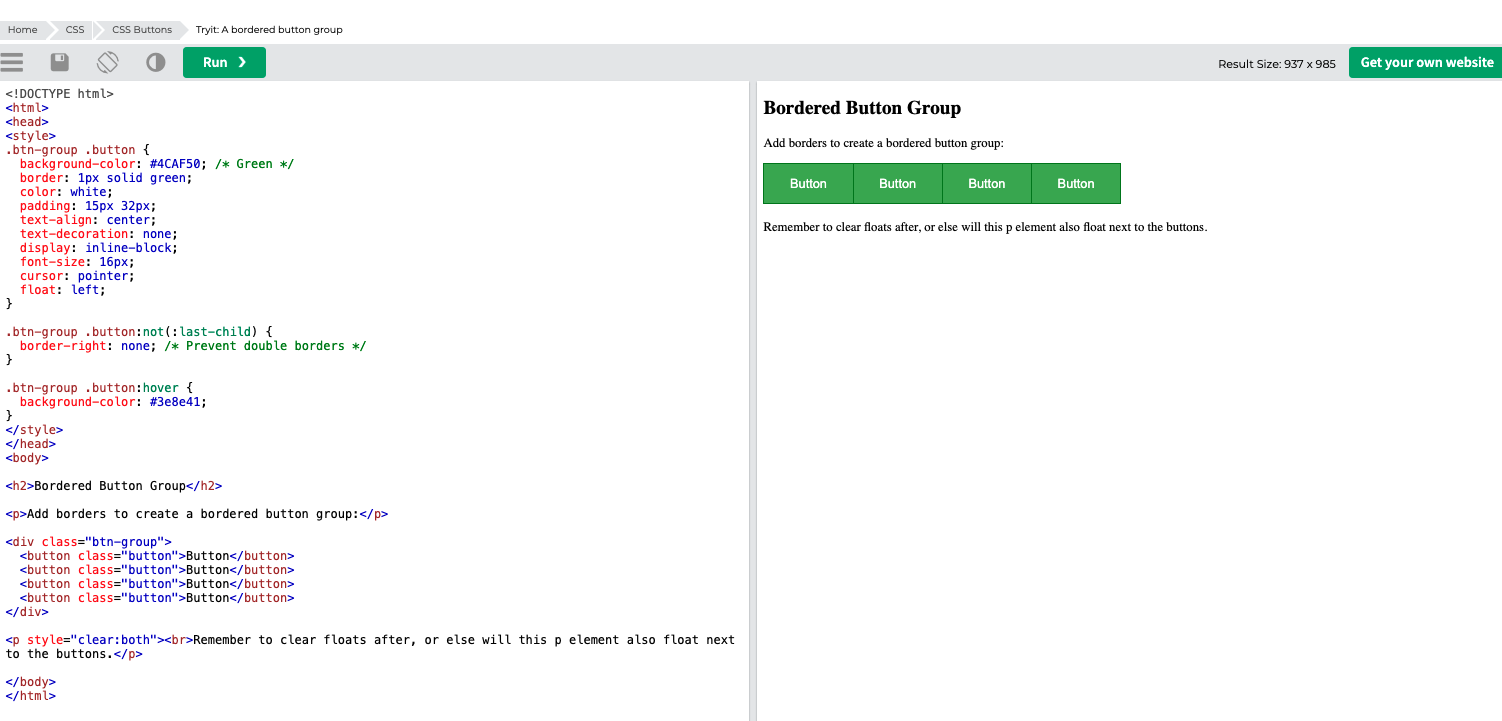 Home CSS CSS Buttons Tryit: A bordered button group
Run ❯ Result Size: 937 x 985 Get your own website
<!DOCTYPE html>
<html>
<head>
<style>
.btn-group .button {
  background-color: #4CAF50; /* Green */
  border: 1px solid green;
  color: white;
  padding: 15px 32px;
  text-align: center;
  text-decoration: none;
  display: inline-block;
  font-size: 16px;
  cursor: pointer;
  float: left;
}

.btn-group .button:not(:last-child) {
  border-right: none; /* Prevent double borders */
}

.btn-group .button:hover {
  background-color: #3e8e41;
}
</style>
</head>
<body>

<h2>Bordered Button Group</h2>

<p>Add borders to create a bordered button group:</p>

<div class="btn-group">
  <button class="button">Button</button>
  <button class="button">Button</button>
  <button class="button">Button</button>
  <button class="button">Button</button>
</div>

<p style="clear:both"><br>Remember to clear floats after, or else will this p element also float next
to the buttons.</p>

</body>
</html>
Bordered Button Group
Add borders to create a bordered button group:
Button Button Button Button
Remember to clear floats after, or else will this p element also float next to the buttons.